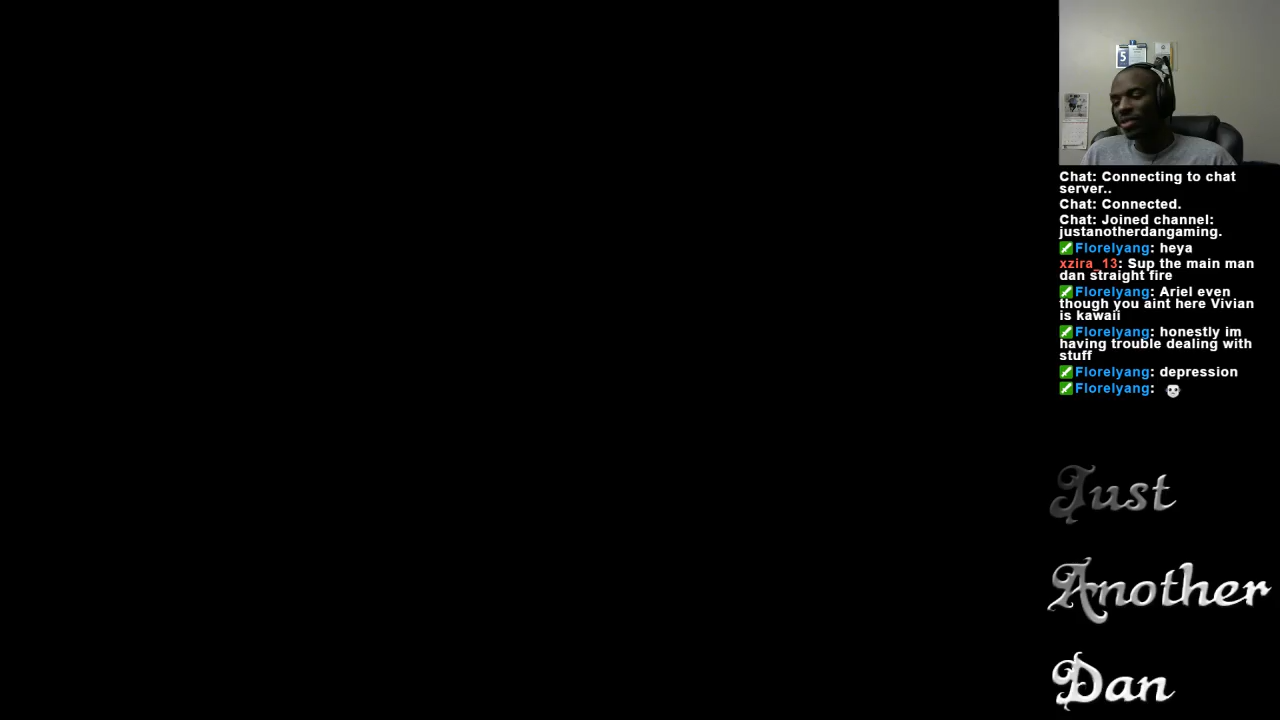 5
Chat: Connecting to chat
server..
Chat: Connected.
Chat: Joined channel:
justanotherdangaming.
Florelyang: heya
xzira_13: Sup the main man
dan straight fire
Florelyang: Ariel even
though you aint here Vivian
is kawaii
Florelyang: honestly im
having trouble dealing with
stuff
Florelyang: depression
Florelyang:
Just
Another
Dan